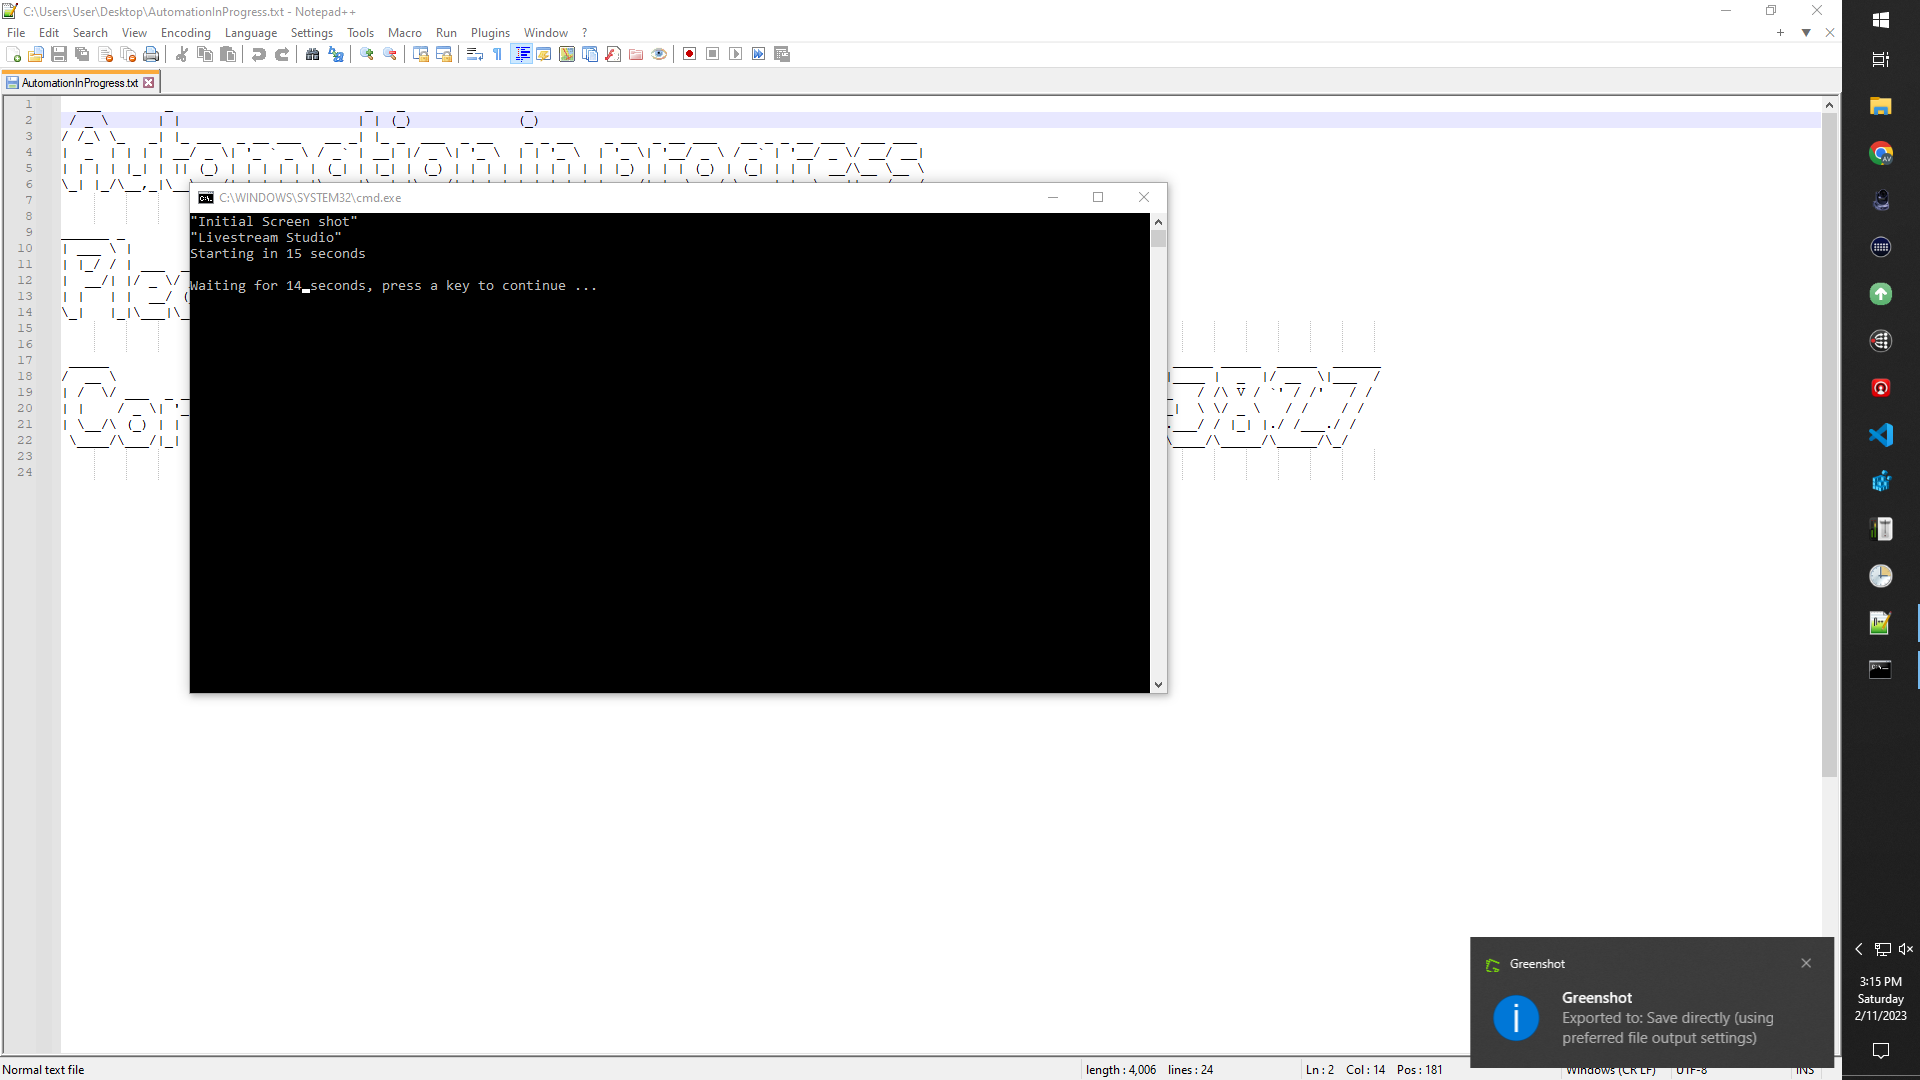 C:\Users\User\Desktop\AutomationInProgress.txt - Notepad++
File Edit Search View Encoding Language Settings Tools Macro Run Plugins Window ?
AutomationInProgress.txt
Automation in progress
C:\WINDOWS\SYSTEM32\cmd.exe
"Initial Screen shot"
"Livestream Studio"
Starting in 15 seconds
Waiting for 14 seconds, press a key to continue ...
1
2
3
4
5
6
7
8
9
10
11
12
13
14
15
16
17
18
19
20
21
22
23
24
3827
Greenshot
Greenshot
Exported to: Save directly (using
preferred file output settings)
3:15 PM
Saturday
2/11/2023
Normal text file
length : 4,006 lines : 24
Ln : 2 Col : 14 Pos : 181
Windows (CR LF)
UTF-8
INS